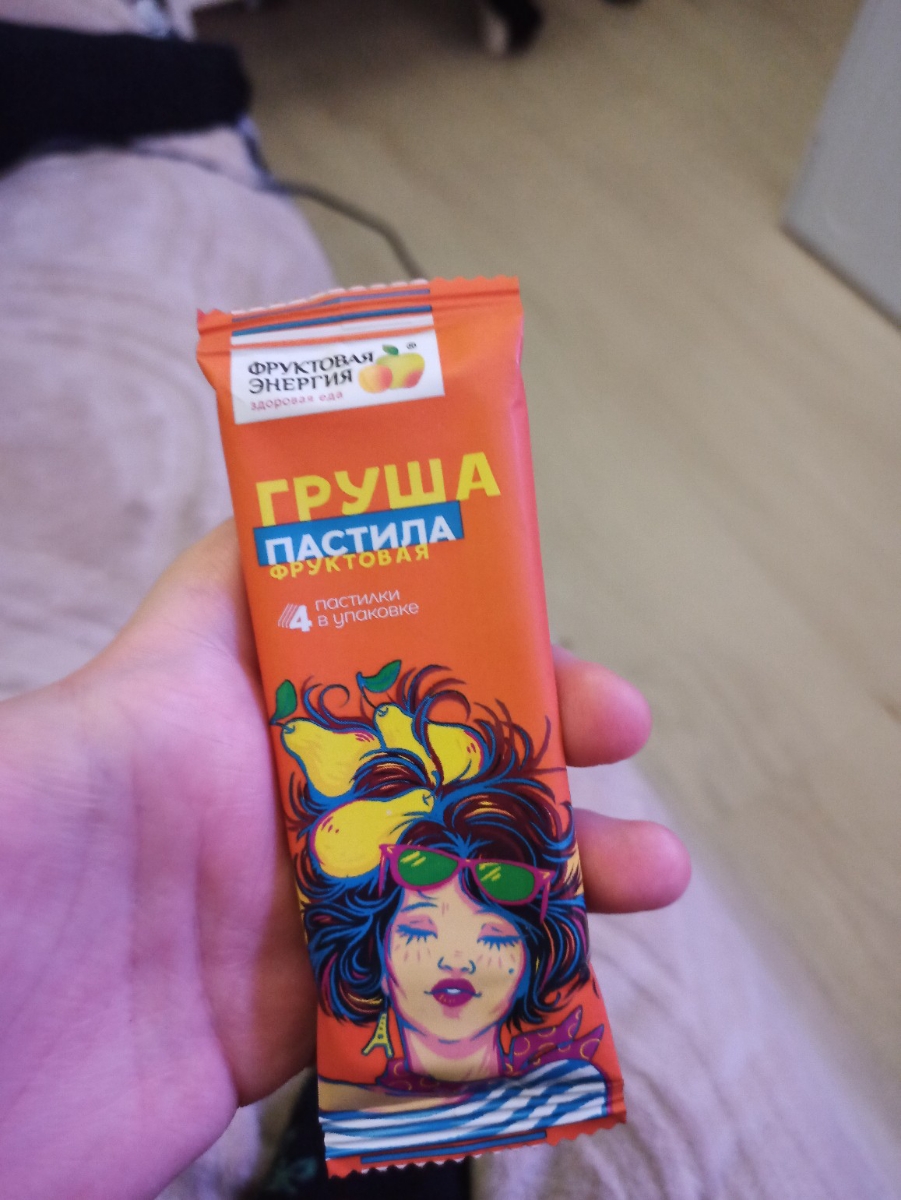 ФРУКТОВАЯ
ЭНЕРГИЯ
®
здоровая еда
ГРУША
ПАСТИЛА
ФРУКТОВАЯ
4 пастилки
в упаковке